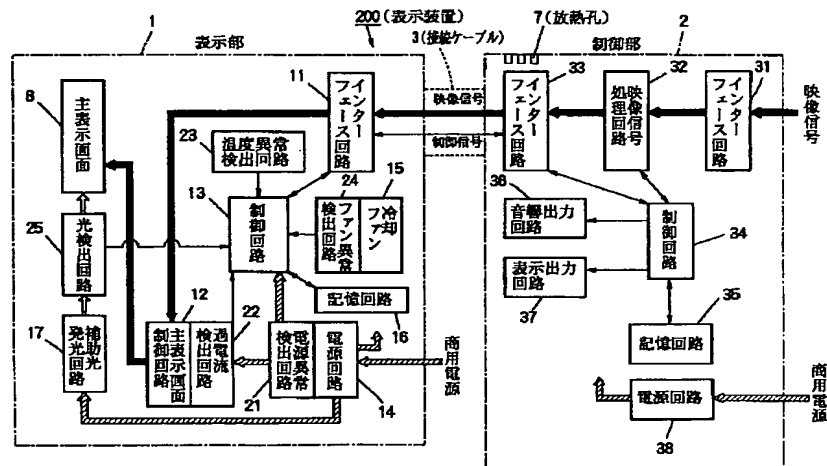 200(表示装置)
7(放熱孔)
3(接続ケーブル)
1
表示部
2
制御部
8
主表示画面
11
インター
フェース回路
映像信号
制御信号
33
インター
フェース回路
32
映像信号
処理回路
31
インター
フェース回路
映像信号
23
温度異常
検出回路
13
制御回路
24
ファン異常
検出回路
15
冷却
ファン
36
音響出力
回路
制御回路
34
25
光検出回路
表示出力
回路
37
記憶回路
16
35
記憶回路
17
補助光
発光回路
12
主表示画面
制御回路
過電流
検出回路
22
電源異常
検出回路
21
電源回路
14
商用電源
電源回路
38
商用電源